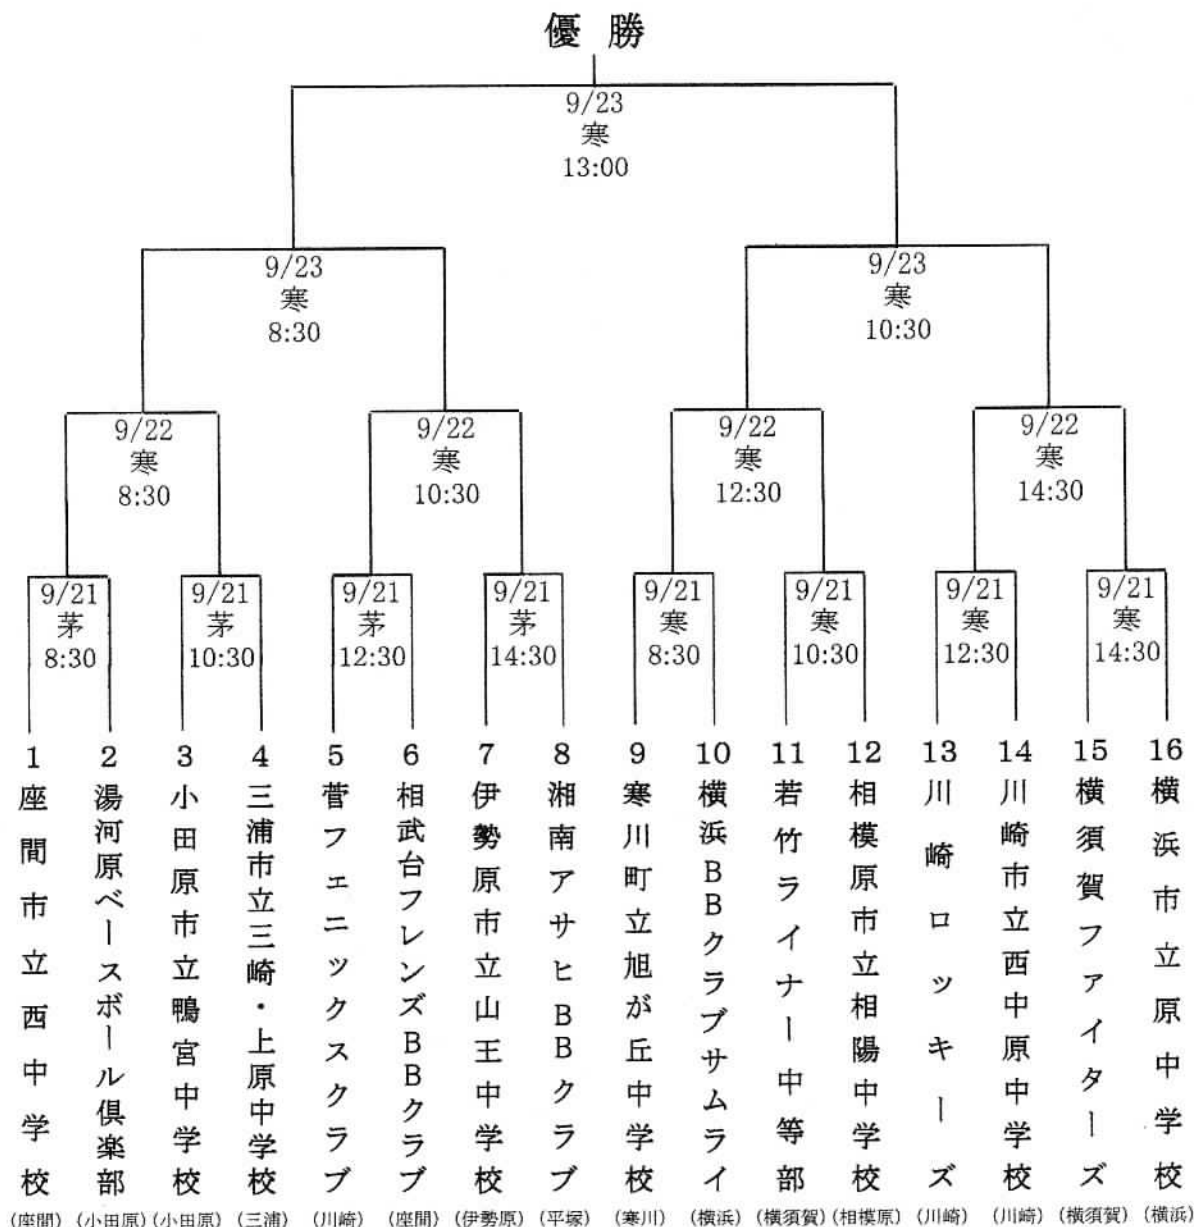 優勝
9/23
寒
13:00
9/23
寒
8:30
9/23
寒
10:30
9/22
寒
8:30
9/22
寒
10:30
9/22
寒
12:30
9/22
寒
14:30
9/21
茅
8:30
9/21
茅
10:30
9/21
茅
12:30
9/21
茅
14:30
9/21
寒
8:30
9/21
寒
10:30
9/21
寒
12:30
9/21
寒
14:30
1
座間市立西中学校
(座間)
2
湯河原ベースボール倶楽部
(小田原)
3
小田原市立鴨宮中学校
(小田原)
4
三浦市立三崎・上原中学校
(三浦)
5
菅フェニックスクラブ
(川崎)
6
相武台フレンズBBクラブ
(座間)
7
伊勢原市立山王中学校
(伊勢原)
8
湘南アサヒBBクラブ
(平塚)
9
寒川町立旭が丘中学校
(寒川)
10
横浜BBクラブサムライ
(横浜)
11
若竹ライナー中等部
(横須賀)
12
相模原市立相陽中学校
(相模原)
13
川崎ロッキーズ
(川崎)
14
川崎市立西中原中学校
(川崎)
15
横須賀ファイターズ
(横須賀)
16
横浜市立原中学校
(横浜)